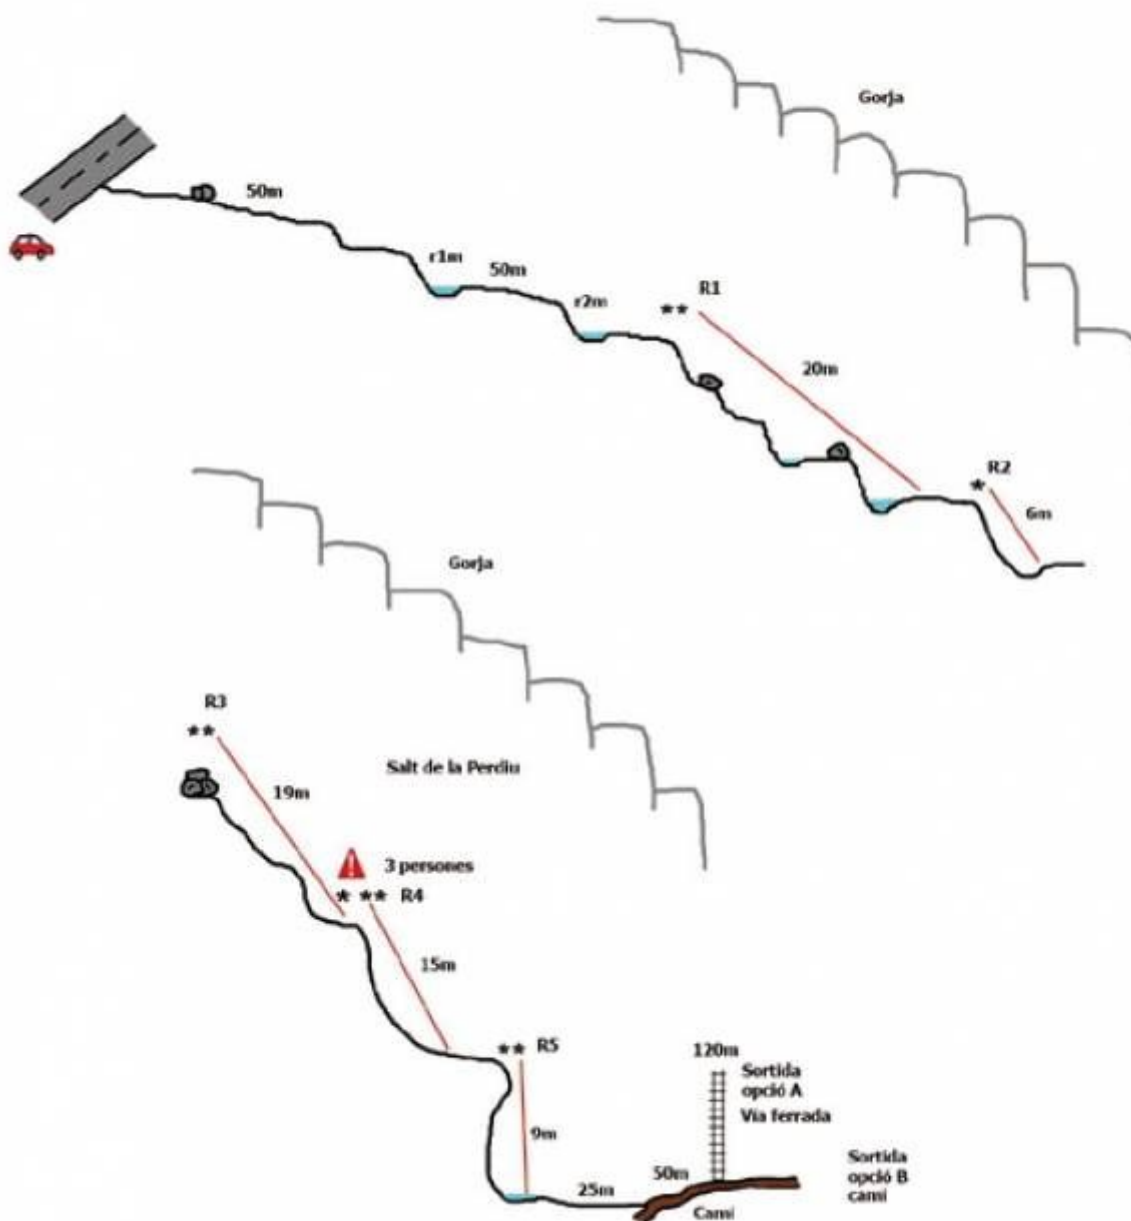 Gorja
50m
r1m
50m
r2m
** R1
20m
* R2
6m
Gorja
R3
**
19m
Salt de la Perdiu
3 persones
* ** R4
15m
** R5
9m
25m
120m
Sortida
opció A
Via ferrada
50m
Camí
Sortida
opció B
camí